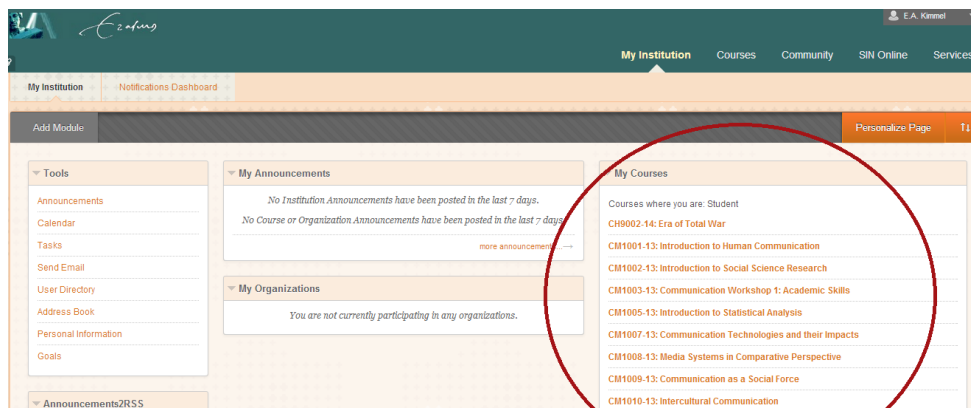 Erasmus
E.A. Kimmel
My Institution
Courses
Community
SIN Online
Services
My Institution
Notifications Dashboard
Add Module
Personalize Page
Tools
Announcements
Calendar
Tasks
Send Email
User Directory
Address Book
Personal Information
Goals
Announcements2RSS
My Announcements
No Institution Announcements have been posted in the last 7 days.
No Course or Organization Announcements have been posted in the last 7 days.
more announcements...→
My Organizations
You are not currently participating in any organizations.
My Courses
Courses where you are: Student
CH9002-14: Era of Total War
CM1001-13: Introduction to Human Communication
CM1002-13: Introduction to Social Science Research
CM1003-13: Communication Workshop 1: Academic Skills
CM1005-13: Introduction to Statistical Analysis
CM1007-13: Communication Technologies and their Impacts
CM1008-13: Media Systems in Comparative Perspective
CM1009-13: Communication as a Social Force
CM1010-13: Intercultural Communication